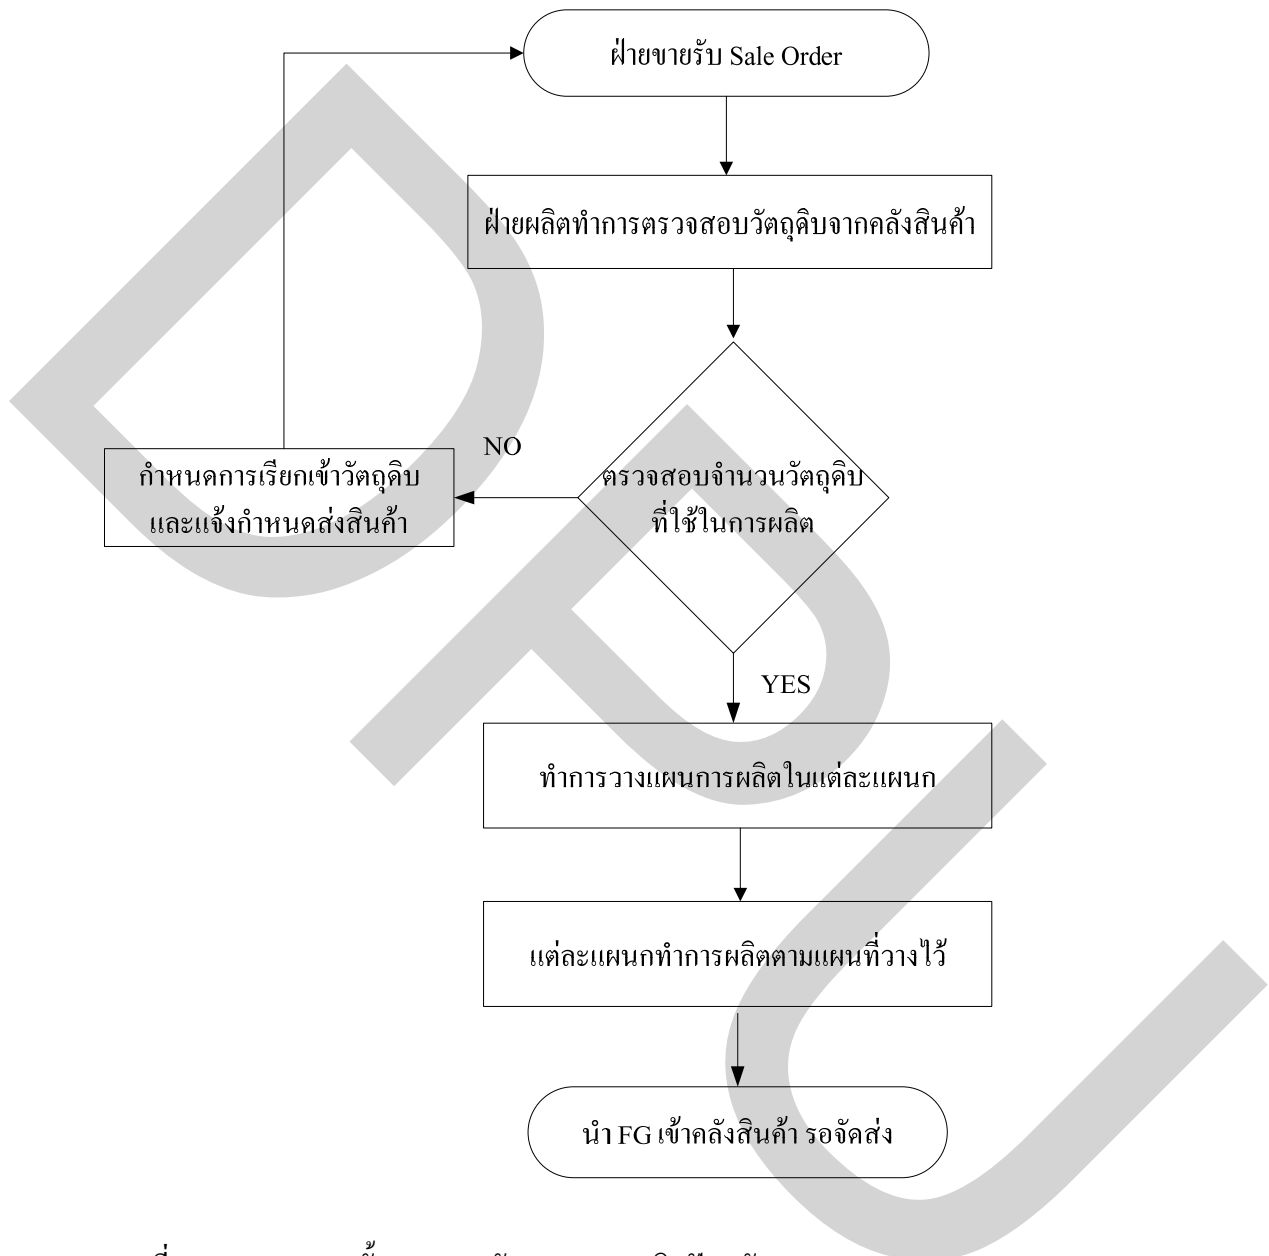 ฝ่ายขายรับ Sale Order
ฝ่ายผลิตทำการตรวจสอบวัตถุดิบจากคลังสินค้า
NO
กำหนดการเรียกเข้าวัตถุดิบ
และแจ้งกำหนดส่งสินค้า
ตรวจสอบจำนวนวัตถุดิบ
ที่ใช้ในการผลิต
YES
ทำการวางแผนการผลิตในแต่ละแผนก
แต่ละแผนกทำการผลิตตามแผนที่วางไว้
นำ FG เข้าคลังสินค้า รอจัดส่ง
DPU